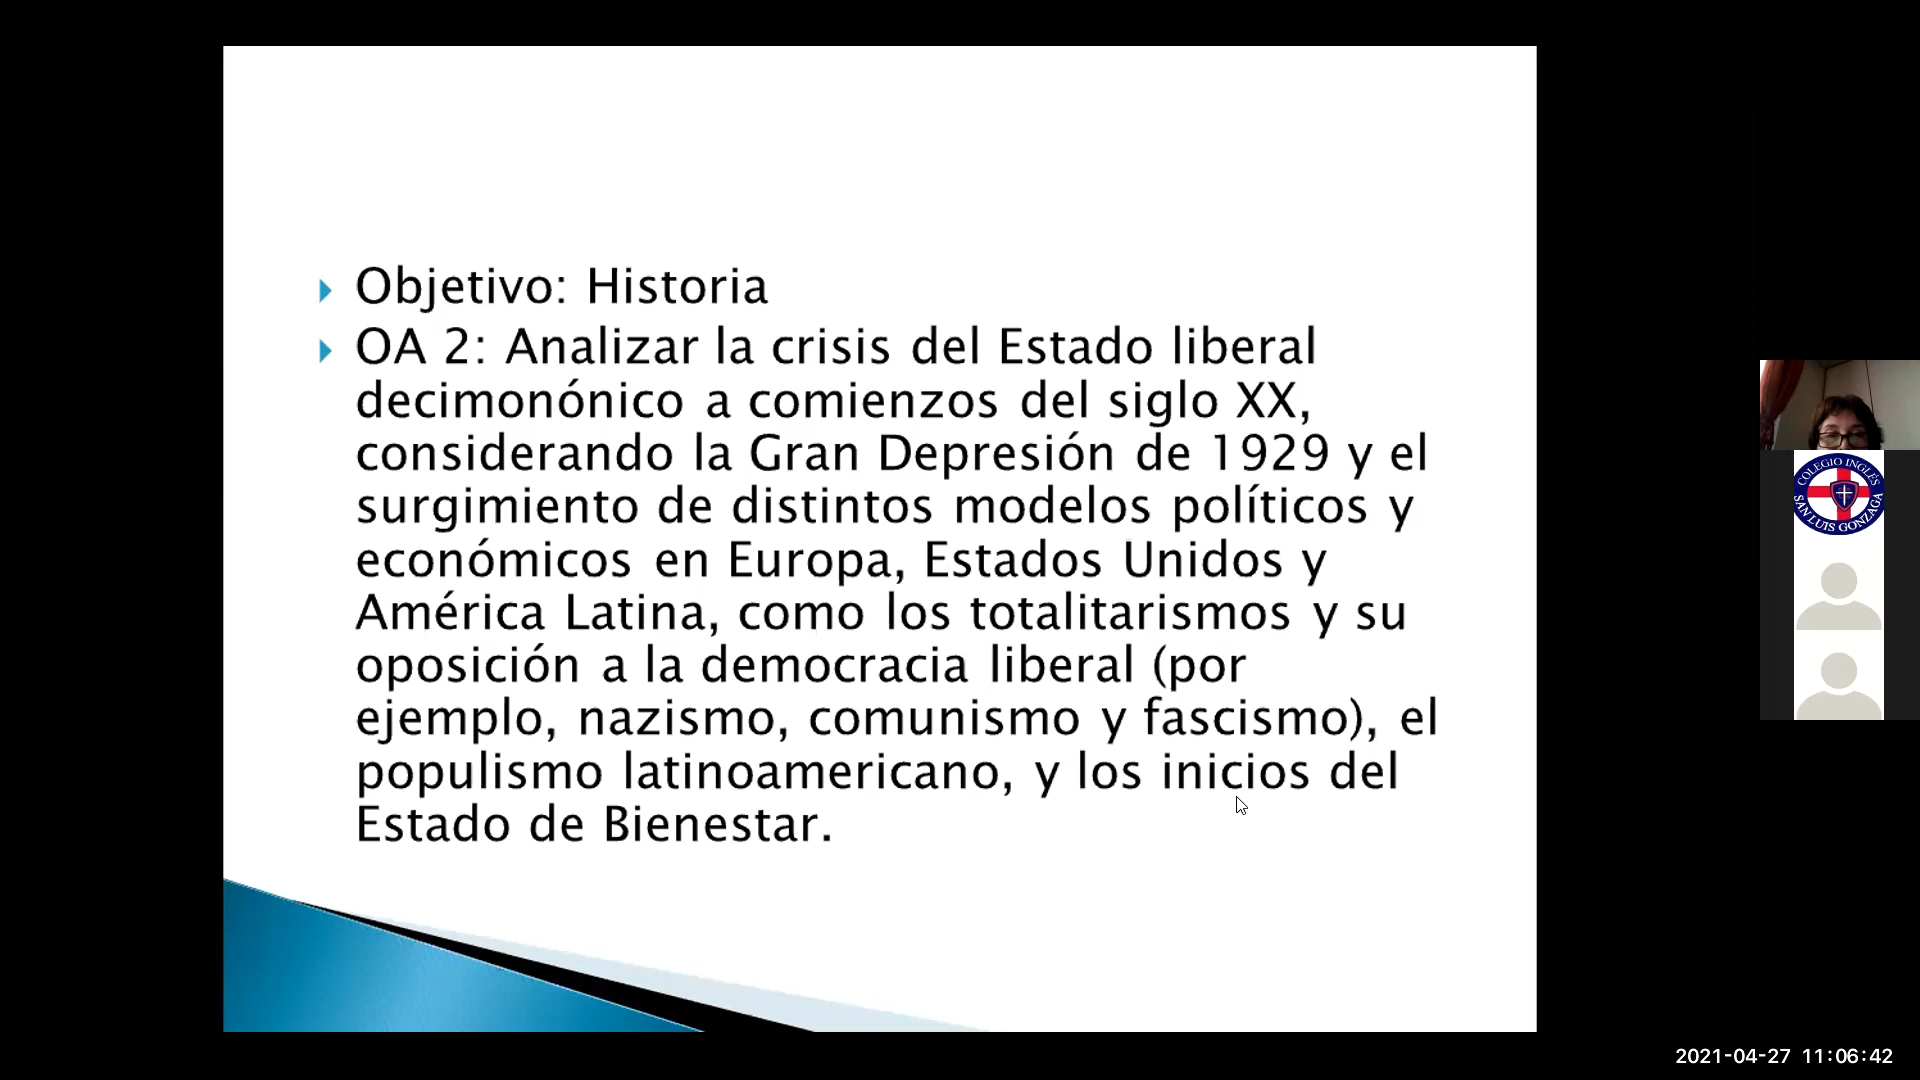 Objetivo: Historia
OA 2: Analizar la crisis del Estado liberal
decimonónico a comienzos del siglo XX,
considerando la Gran Depresión de 1929 y el
surgimiento de distintos modelos políticos y
económicos en Europa, Estados Unidos y
América Latina, como los totalitarismos y su
oposición a la democracia liberal (por
ejemplo, nazismo, comunismo y fascismo), el
populismo latinoamericano, y los inicios del
Estado de Bienestar.
COLEGIO INGLÉS
SAN LUIS GONZAGA
2021-04-27 11:06:42